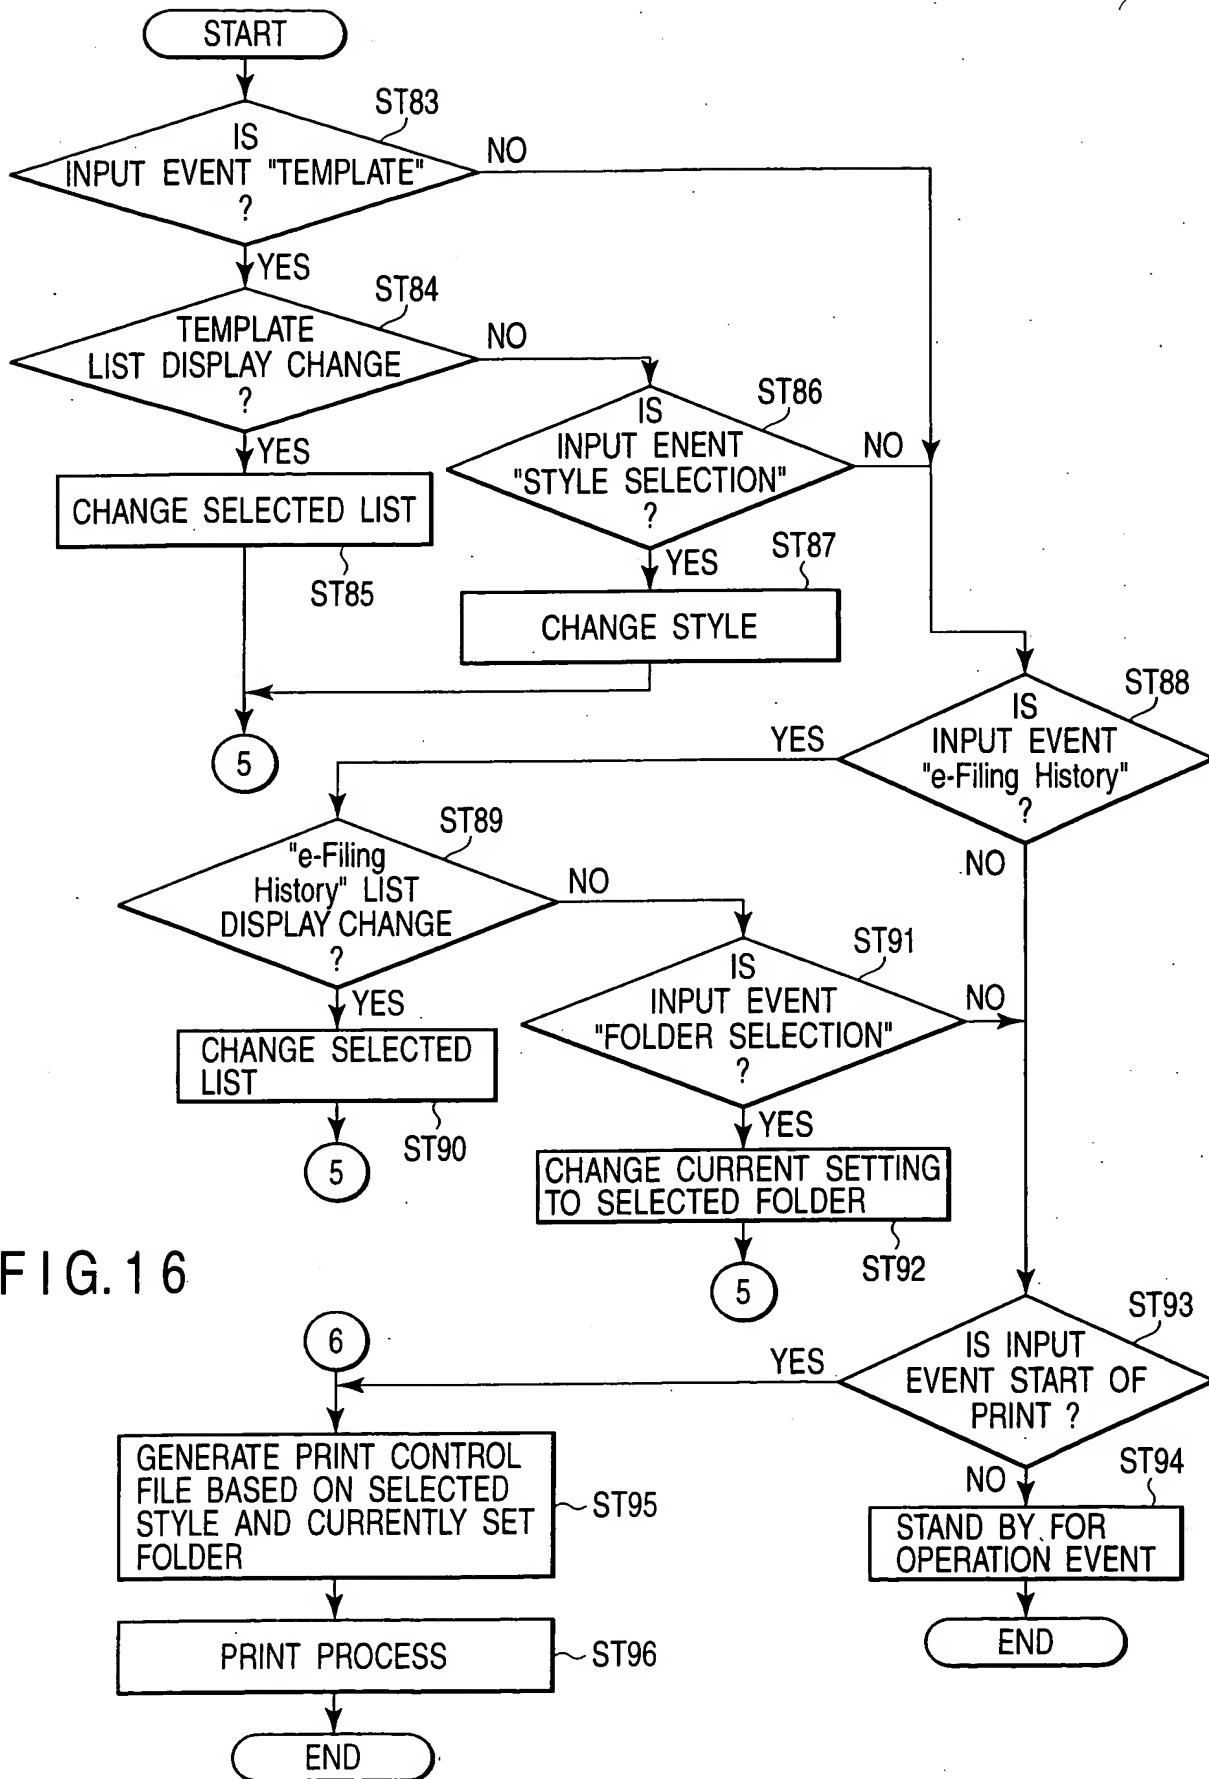 START
ST83
IS
INPUT EVENT "TEMPLATE"
?
NO
YES
ST84
TEMPLATE
LIST DISPLAY CHANGE
?
NO
YES
ST86
IS
INPUT ENENT
"STYLE SELECTION"
?
NO
CHANGE SELECTED LIST
ST85
YES
ST87
CHANGE STYLE
5
ST88
IS
INPUT EVENT
"e-Filing History"
?
YES
NO
ST89
"e-Filing
History" LIST
DISPLAY CHANGE
?
NO
YES
ST91
IS
INPUT EVENT
"FOLDER SELECTION"
?
NO
CHANGE SELECTED
LIST
ST90
5
YES
CHANGE CURRENT SETTING
TO SELECTED FOLDER
ST92
5
FIG.16
6
ST93
IS INPUT
EVENT START OF
PRINT ?
YES
NO
ST94
STAND BY FOR
OPERATION EVENT
END
GENERATE PRINT CONTROL
FILE BASED ON SELECTED
STYLE AND CURRENTLY SET
FOLDER
ST95
PRINT PROCESS
ST96
END